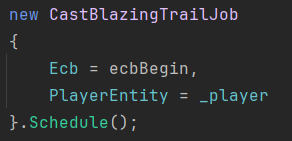 new CastBlazingTrailJob
{
    Ecb = ecbBegin,
    PlayerEntity = _player
}.Schedule();